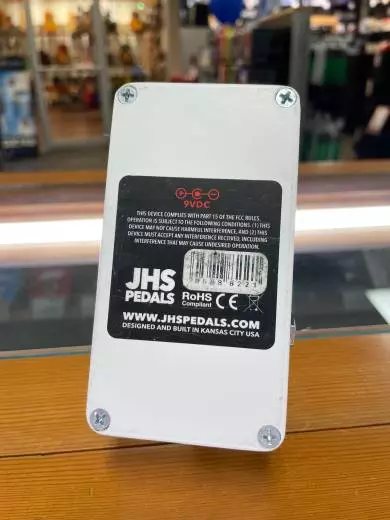 9VDC
THIS DEVICE COMPLIES WITH PART 15 OF THE FCC RULES.
OPERATION IS SUBJECT TO THE FOLLOWING CONDITIONS. (1) THIS
DEVICE MAY NOT CAUSE HARMFUL INTERFERENCE, AND (2) THIS
DEVICE MUST ACCEPT ANY INTERFERENCE RECEIVED, INCLUDING
INTERFERENCE THAT MAY CAUSE UNDESIRED OPERATION.
JHS
PEDALS
RoHS
Compliant
CE
WWW.JHSPEDALS.COM
DESIGNED AND BUILT IN KANSAS CITY USA